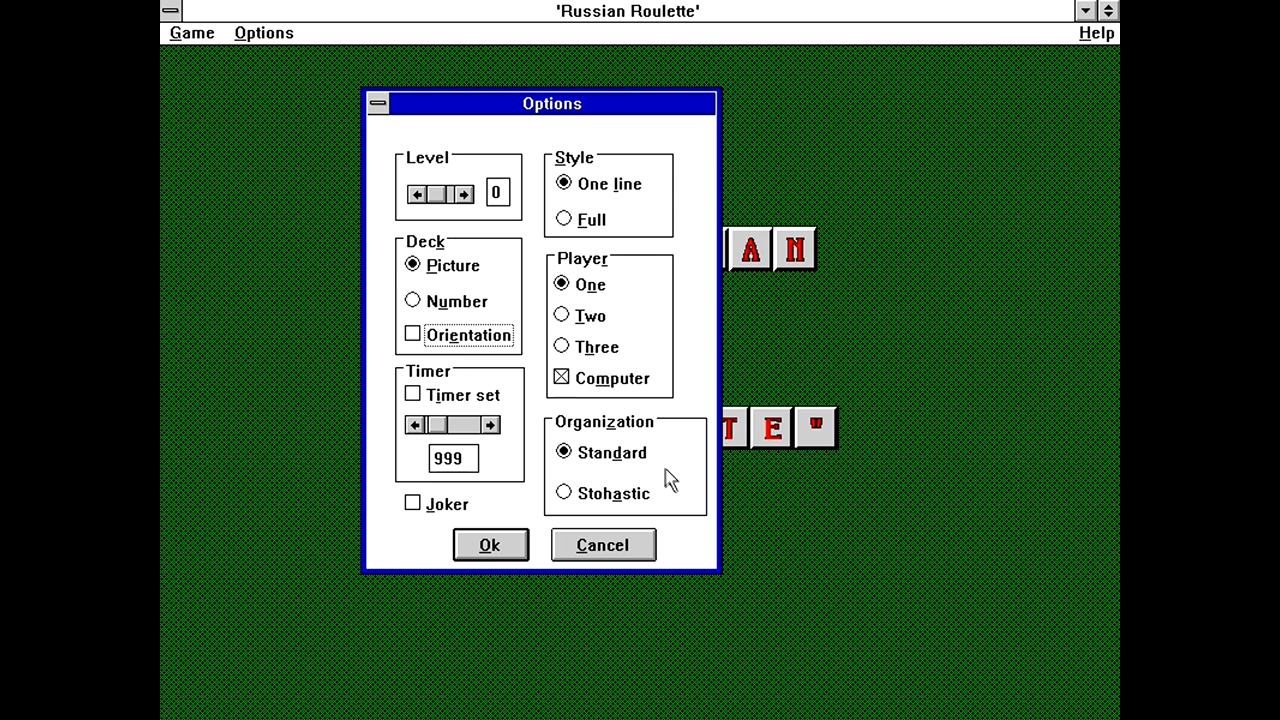 'Russian Roulette'
Game Options Help
Options
Level
0
Deck
Picture
Number
Orientation
Timer
Timer set
999
Joker
Style
One line
Full
Player
One
Two
Three
Computer
Organization
Standard
Stohastic
Ok Cancel
A N
T E "